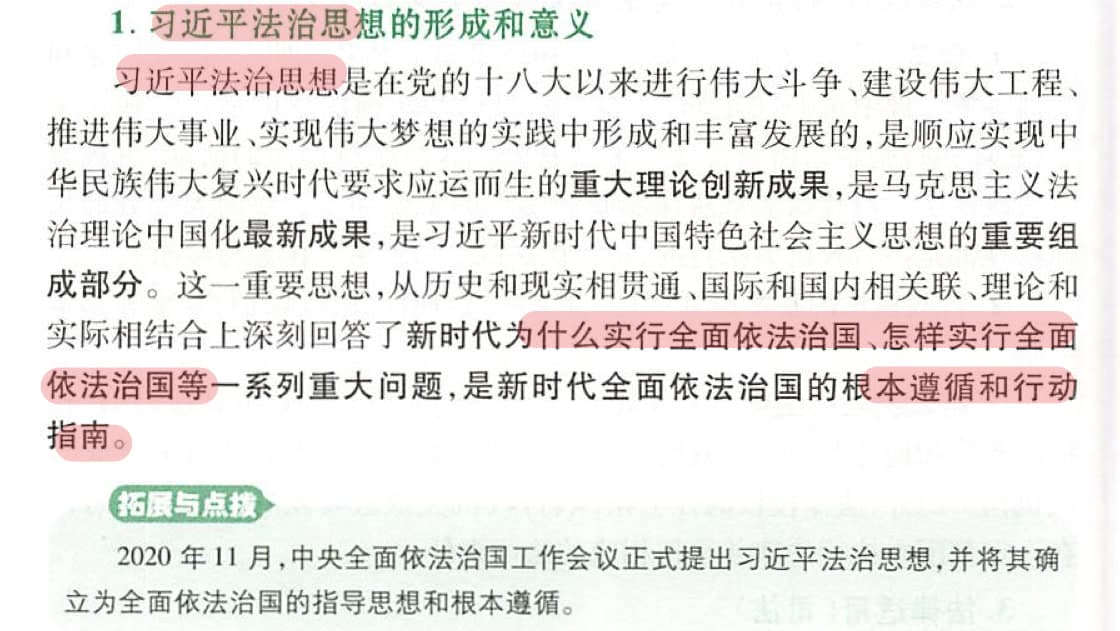 1. 习近平法治思想的形成和意义
习近平法治思想是在党的十八大以来进行伟大斗争、建设伟大工程、
推进伟大事业、实现伟大梦想的实践中形成和丰富发展的，是顺应实现中
华民族伟大复兴时代要求应运而生的重大理论创新成果，是马克思主义法
治理论中国化最新成果，是习近平新时代中国特色社会主义思想的重要组
成部分。这一重要思想，从历史和现实相贯通、国际和国内相关联、理论和
实际相结合上深刻回答了新时代为什么实行全面依法治国、怎样实行全面
依法治国等一系列重大问题，是新时代全面依法治国的根本遵循和行动
指南。
拓展与点拨
2020 年 11 月，中央全面依法治国工作会议正式提出习近平法治思想，并将其确
立为全面依法治国的指导思想和根本遵循。